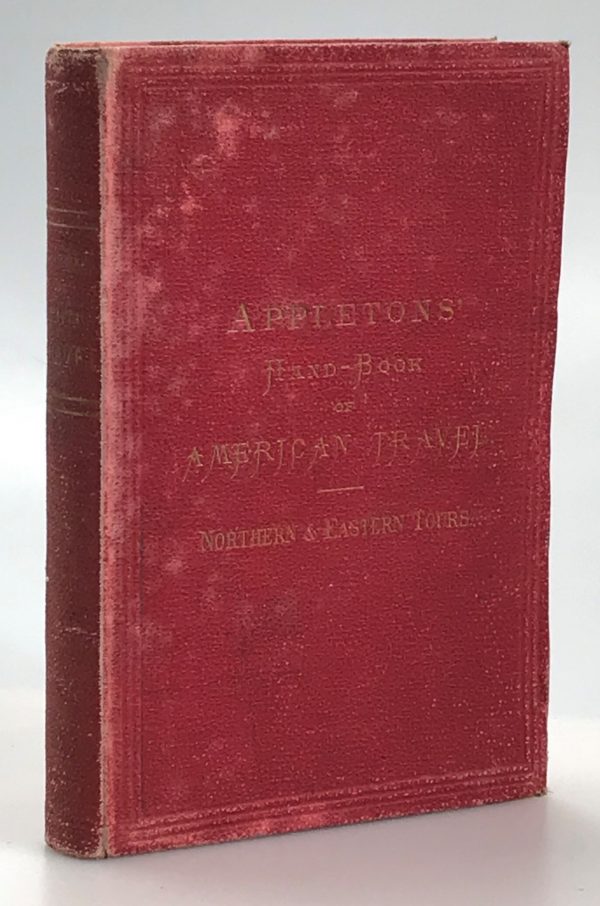 APPLETONS'
HAND-BOOK
OF
AMERICAN TRAVEL
NORTHERN & EASTERN TOURS.